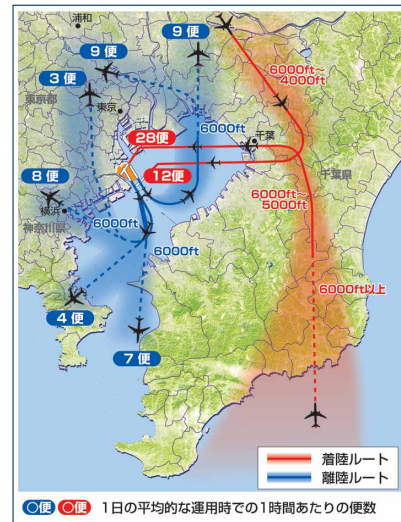 浦和
9便
9便
3便
6000ft～
4000ft
東京都
東京
6000ft
千葉
28便
12便
千葉県
8便
6000ft～
5000ft
横浜
神奈川県
6000ft
6000ft
6000ft以上
4便
7便
着陸ルート
離陸ルート
○便 ○便 1日の平均的な運用時での1時間あたりの便数